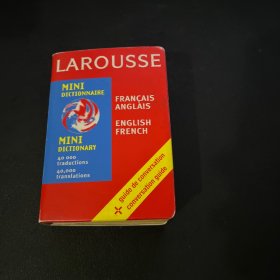 LAROUSSE
MINI
DICTIONNAIRE
MINI
DICTIONARY
40 000
traductions
40,000
translations
FRANÇAIS
ANGLAIS
ENGLISH
FRENCH
+ guide de conversation
conversation guide